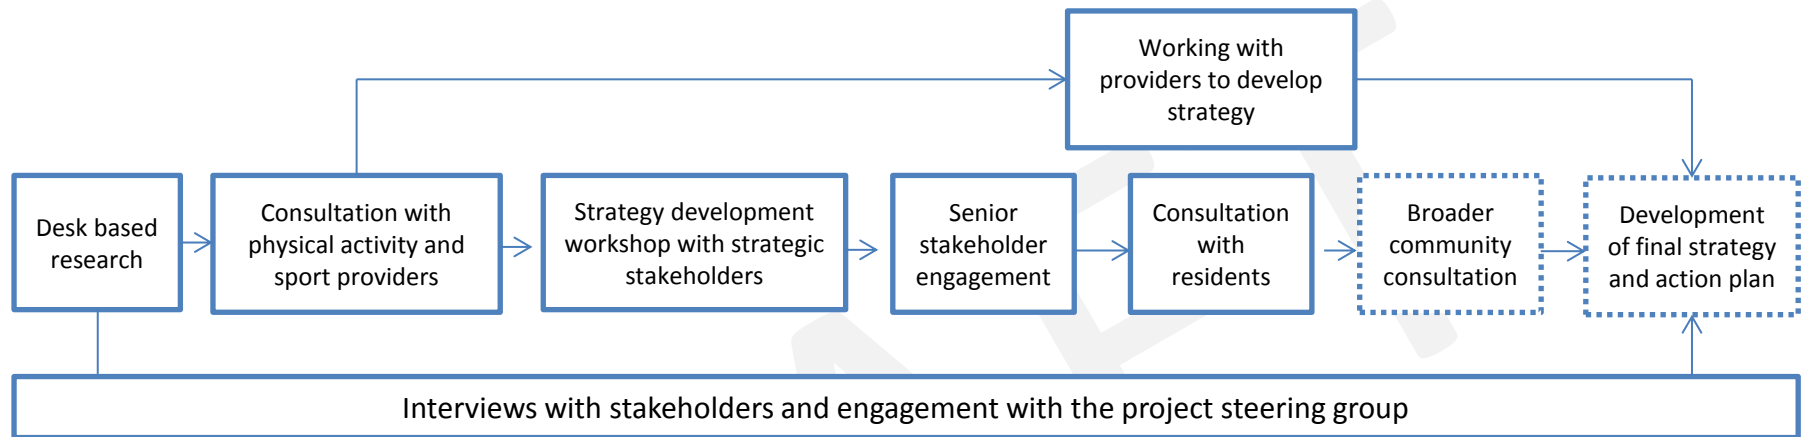 Working with
providers to develop
strategy
Desk based
research
Consultation with
physical activity and
sport providers
Strategy development
workshop with strategic
stakeholders
Senior
stakeholder
engagement
Consultation
with
residents
Broader
community
consultation
Development
of final strategy
and action plan
Interviews with stakeholders and engagement with the project steering group